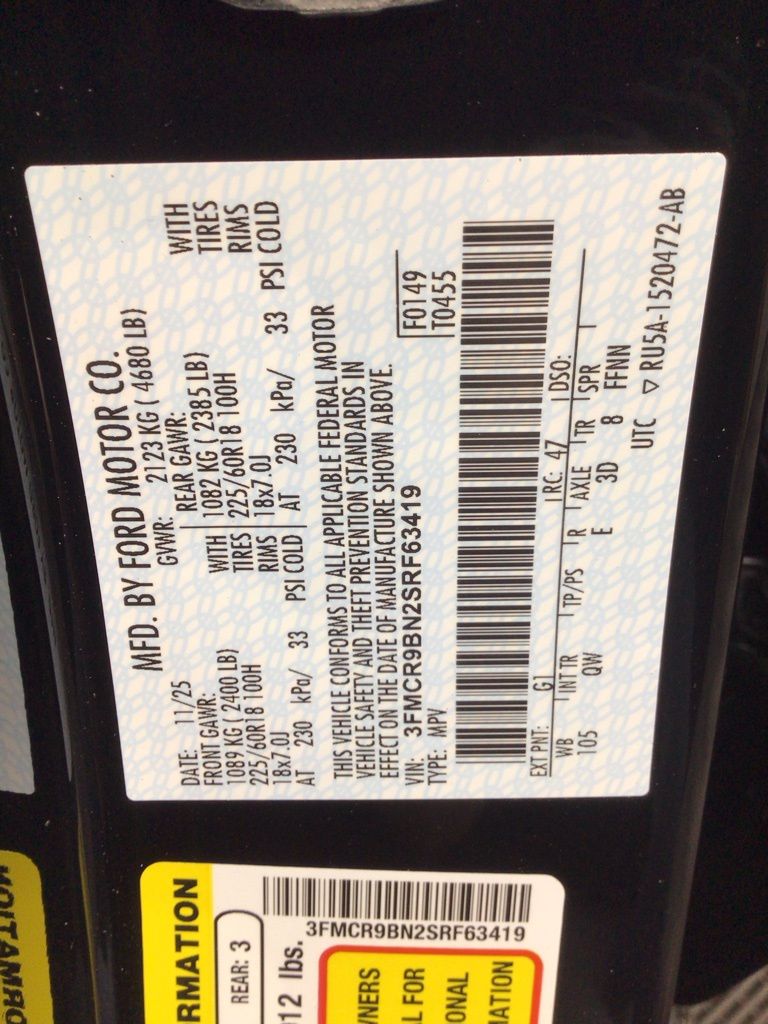 MFD. BY FORD MOTOR CO.
DATE: 11/25 GVWR: 2123 KG ( 4680 LB)
FRONT GAWR: REAR GAWR:
1089 KG ( 2400 LB) WITH 1082 KG ( 2385 LB) WITH
225/60R18 100H TIRES 225/60R18 100H TIRES
18x7.0J RIMS 18x7.0J RIMS
AT 230 kPa/ 33 PSI COLD AT 230 kPa/ 33 PSI COLD
THIS VEHICLE CONFORMS TO ALL APPLICABLE FEDERAL MOTOR
VEHICLE SAFETY AND THEFT PREVENTION STANDARDS IN
EFFECT ON THE DATE OF MANUFACTURE SHOWN ABOVE.
VIN: 3FMCR9BN2SRF63419 F0149
TYPE: MPV T0455
EXT PNT: G1 RC: 47 DSO:
WB INT TR TP/PS R AXLE TR SPR
105 QW E 3D 8 FFNN
UTC ▽ RU5A-1520472-AB
RMATION
REAR: 3
12 lbs.
3FMCR9BN2SRF63419
NERS
L FOR
ONAL
ATION